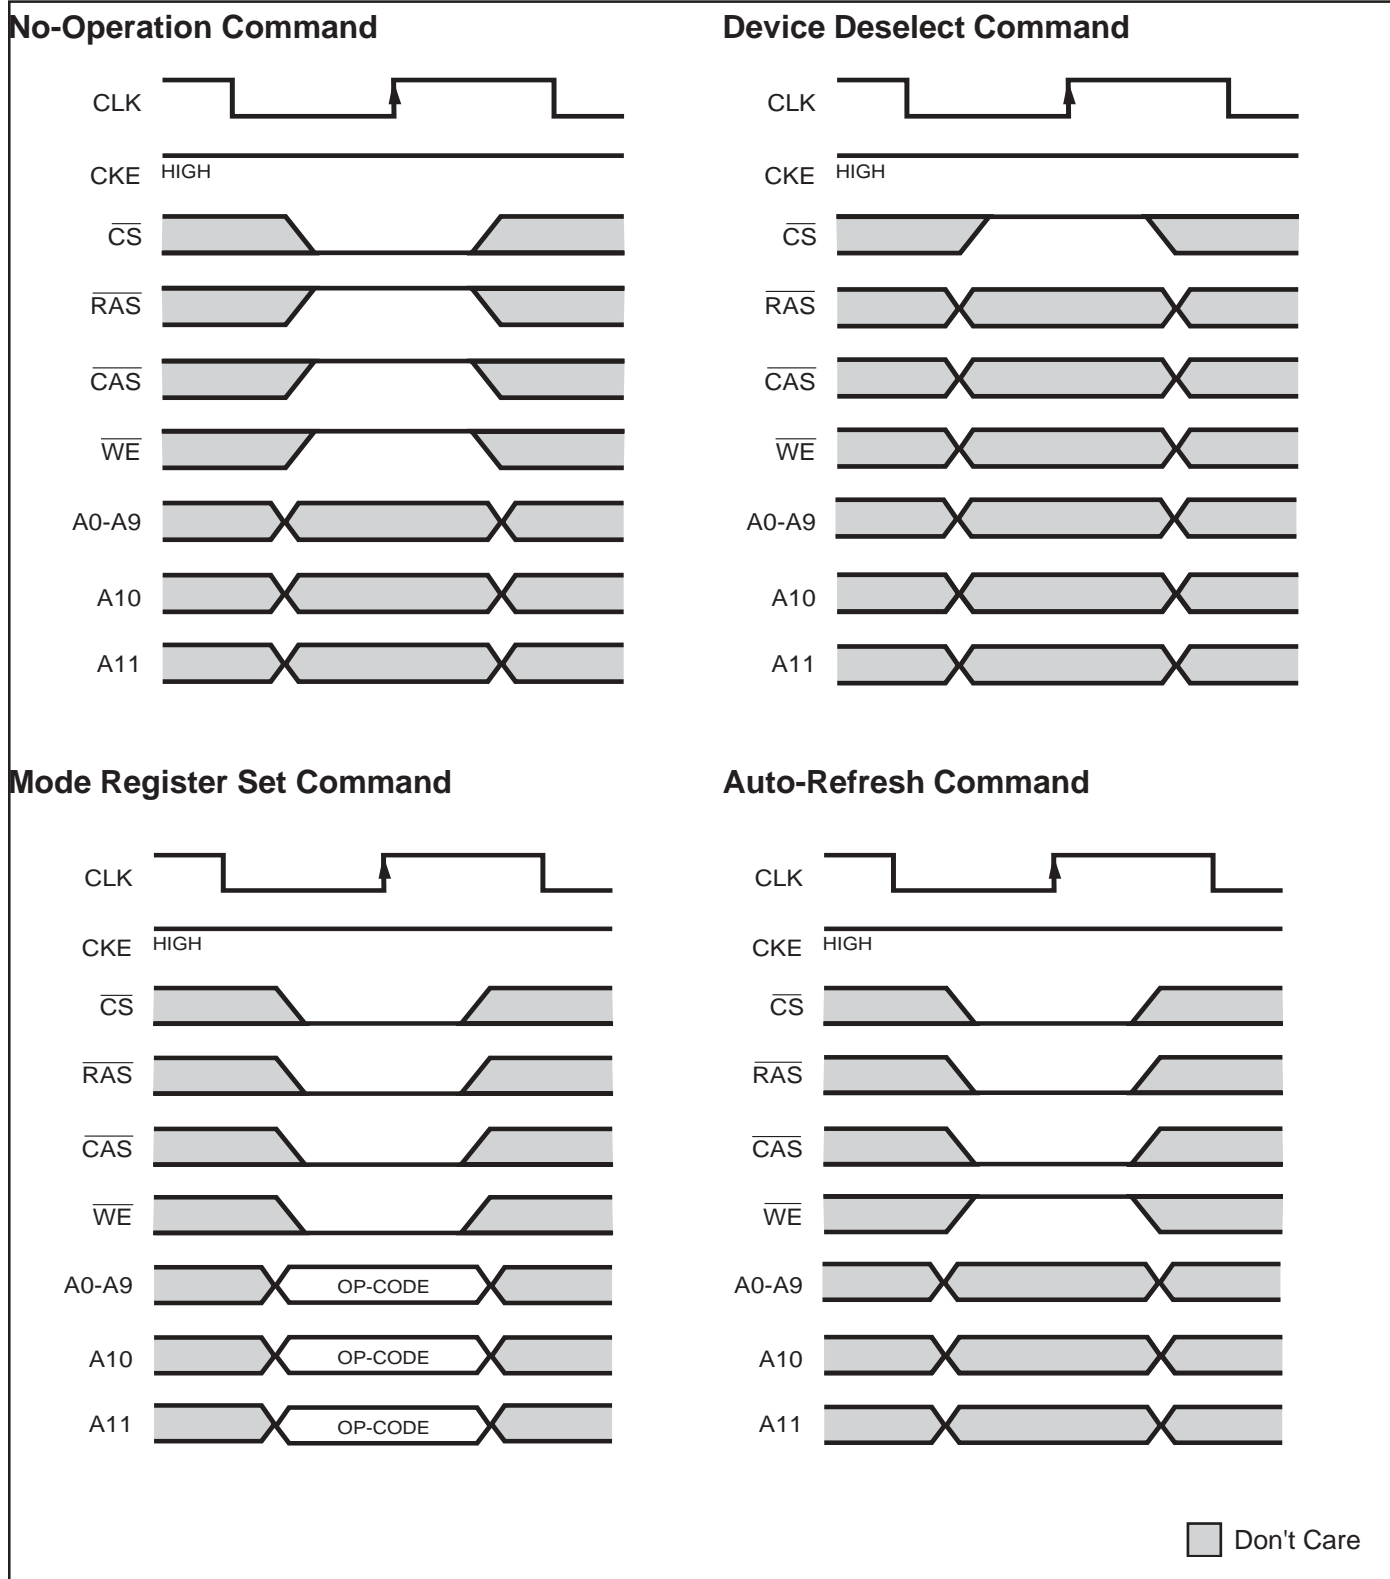 No-Operation Command
CLK
CKE HIGH
CS
RAS
CAS
WE
A0-A9
A10
A11
Device Deselect Command
CLK
CKE HIGH
CS
RAS
CAS
WE
A0-A9
A10
A11
Mode Register Set Command
CLK
CKE HIGH
CS
RAS
CAS
WE
A0-A9 OP-CODE
A10 OP-CODE
A11 OP-CODE
Auto-Refresh Command
CLK
CKE HIGH
CS
RAS
CAS
WE
A0-A9
A10
A11
Don't Care